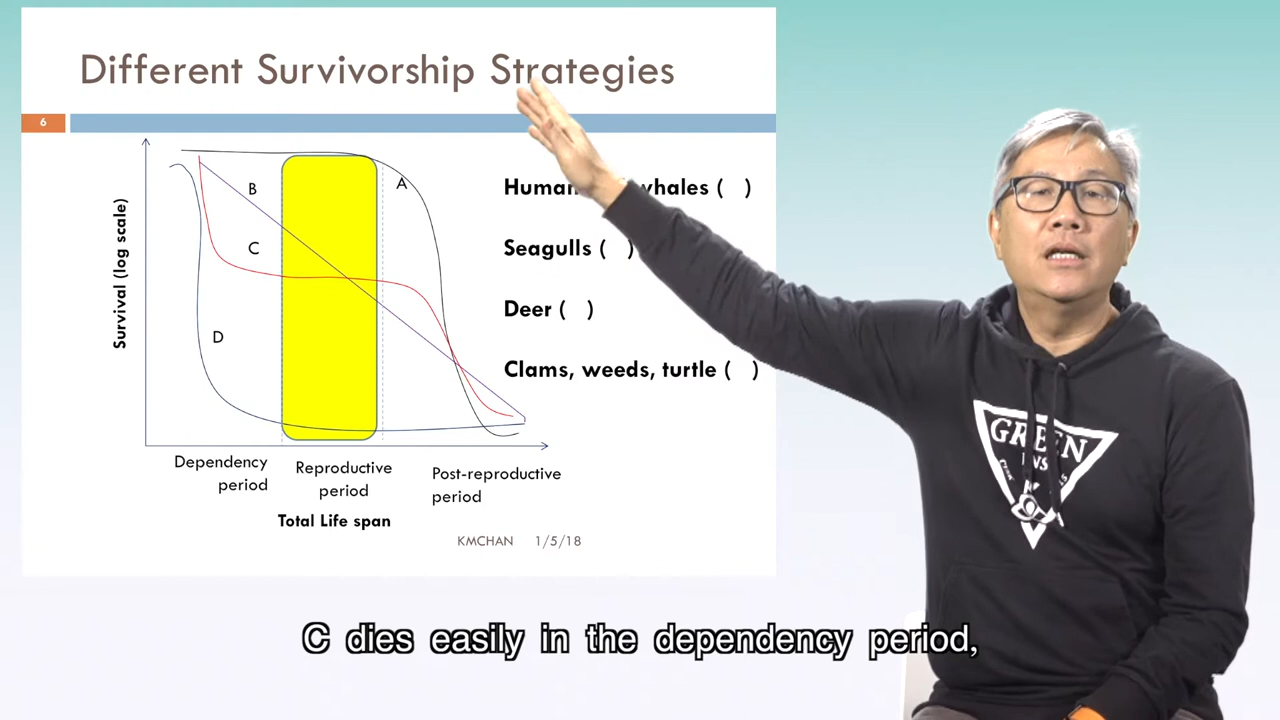 Different Survivorship Strategies
6
Survival (log scale)
A
B
C
D
Human whales ( )
Seagulls ( )
Deer ( )
Clams, weeds, turtle ( )
Dependency
period
Reproductive
period
Post-reproductive
period
Total Life span
KMCHAN 1/5/18
GREEN
C dies easily in the dependency period,